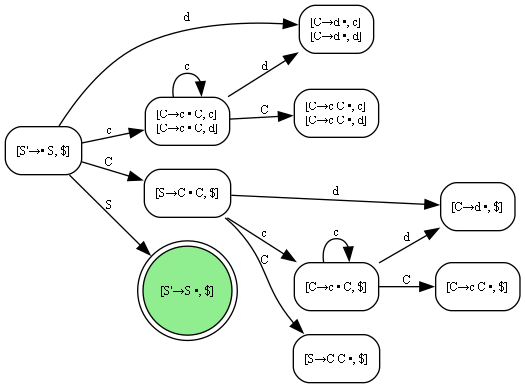 d
[C→d •, c]
[C→d •, d]
c
d
[C→c • C, c]
[C→c • C, d]
C
[C→c C •, c]
[C→c C •, d]
c
[S'→• S, $]
C
[S→C • C, $]
d
[C→d •, $]
S
c
c
d
C
[S'→S •, $]
[C→c • C, $]
C
[C→c C •, $]
[S→C C •, $]